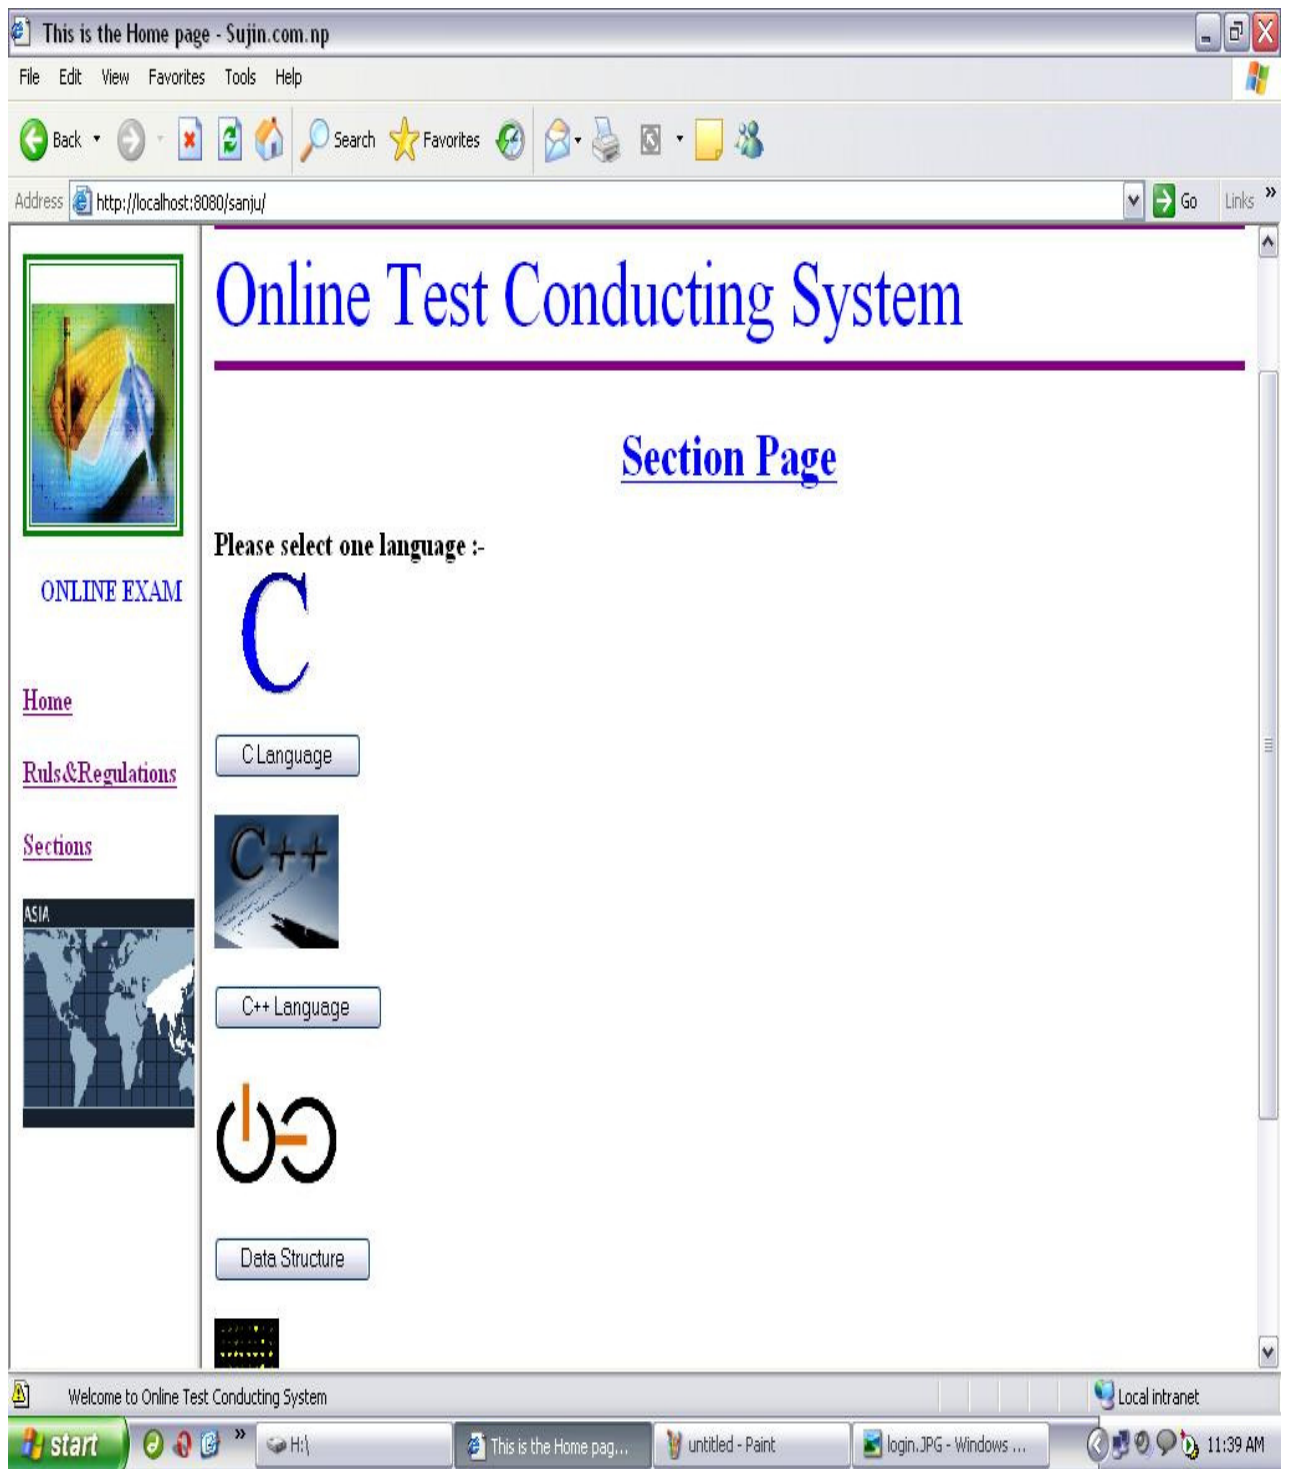 This is the Home page - Sujin.com.np
File Edit View Favorites Tools Help
Back Search Favorites
Address http://localhost:8080/sanju/ Go Links »
Online Test Conducting System
Section Page
Please select one language :-
C
C Language
C++
C++ Language
Data Structure
ONLINE EXAM
Home
Ruls&Regulations
Sections
ASIA
Welcome to Online Test Conducting System Local intranet
start » H:\ This is the Home pag... untitled - Paint login.JPG - Windows ... 11:39 AM